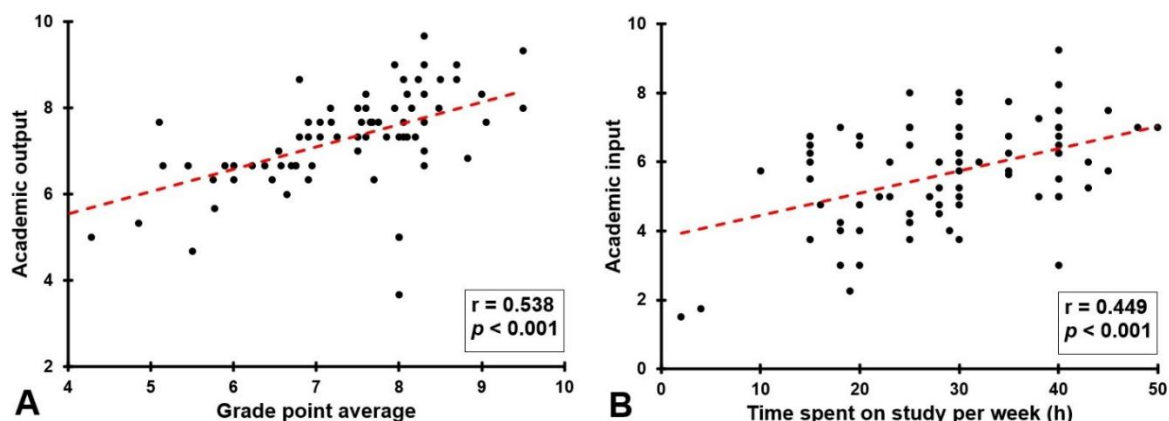 10
8
6
4
2
Academic output
4
5
6
7
8
9
10
Grade point average
r = 0.538
p < 0.001
A
10
8
6
4
2
0
Academic input
0
10
20
30
40
50
Time spent on study per week (h)
r = 0.449
p < 0.001
B